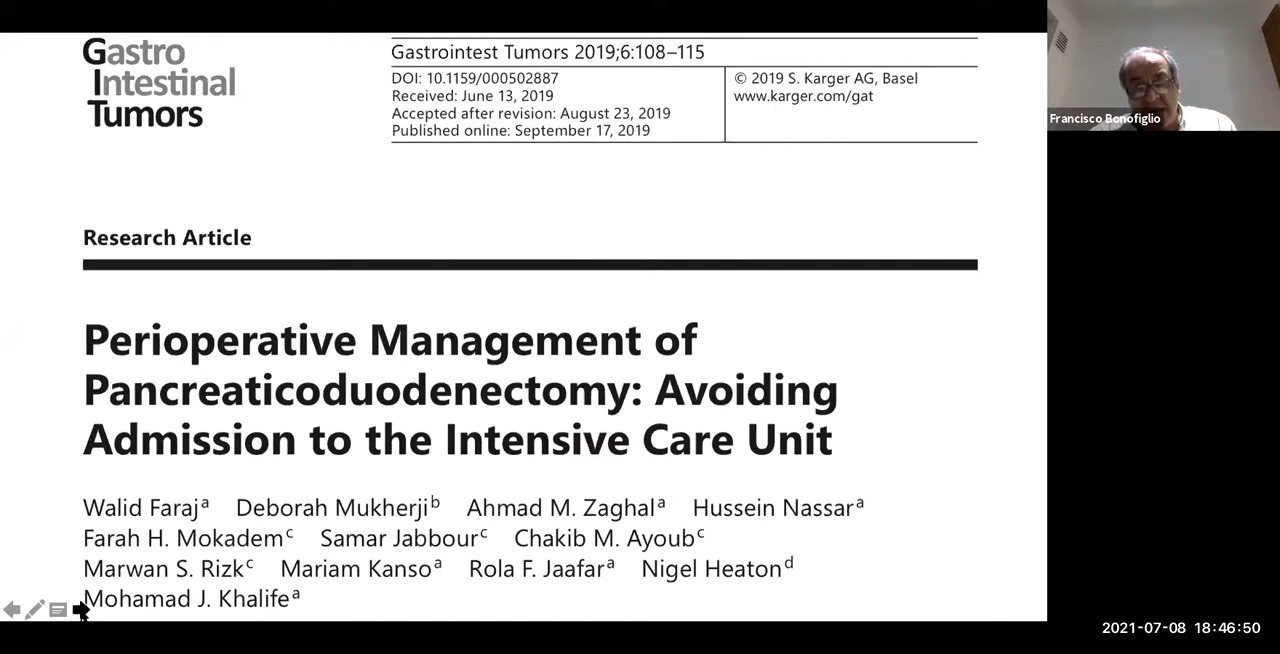 Gastro
Intestinal
Tumors
Gastrointest Tumors 2019;6:108–115
DOI: 10.1159/000502887
Received: June 13, 2019
Accepted after revision: August 23, 2019
Published online: September 17, 2019
© 2019 S. Karger AG, Basel
www.karger.com/gat
Francisco Bonofiglio
Research Article
Perioperative Management of
Pancreaticoduodenectomy: Avoiding
Admission to the Intensive Care Unit
Walid Faraj a Deborah Mukherji b Ahmad M. Zaghal a Hussein Nassar a
Farah H. Mokadem c Samar Jabbour c Chakib M. Ayoub c
Marwan S. Rizk c Mariam Kanso a Rola F. Jaafar a Nigel Heaton d
Mohamad J. Khalife a
2021-07-08 18:46:50